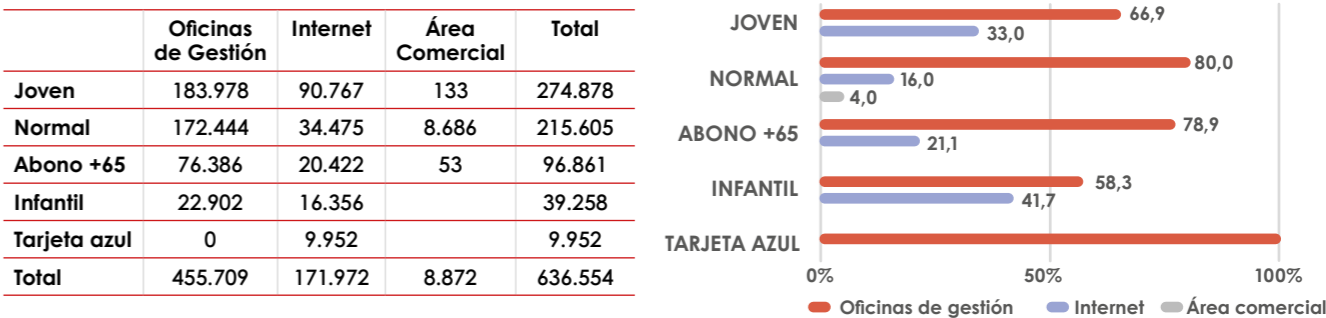 Oficinas de Gestión Internet Área Comercial Total
Joven 183.978 90.767 133 274.878
Normal 172.444 34.475 8.686 215.605
Abono +65 76.386 20.422 53 96.861
Infantil 22.902 16.356 39.258
Tarjeta azul 0 9.952 9.952
Total 455.709 171.972 8.872 636.554
JOVEN 66,9
33,0
NORMAL 80,0
16,0
4,0
ABONO +65 78,9
21,1
INFANTIL 58,3
41,7
TARJETA AZUL
0% 50% 100%
Oficinas de gestión Internet Área comercial